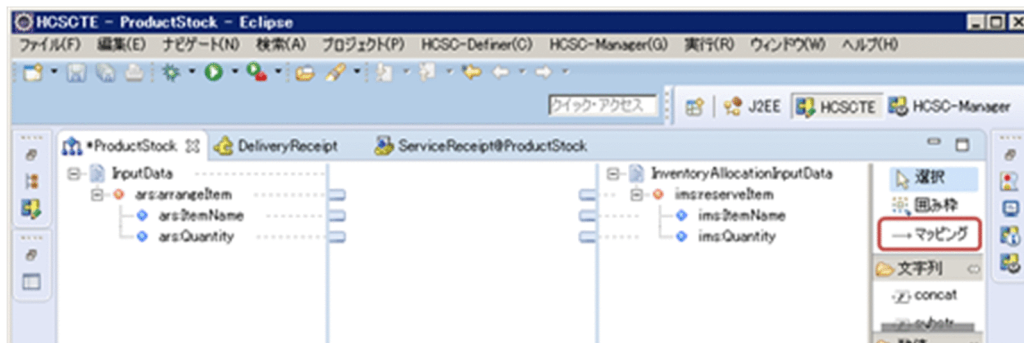 HCSCTE - ProductStock - Eclipse
ファイル(F) 編集(E) ナビゲート(N) 検索(A) プロジェクト(P) HCSC-Definer(C) HCSC-Manager(G) 実行(R) ウィンドウ(W) ヘルプ(H)
クイック・アクセス J2EE HCSCTE HCSC-Manager
*ProductStock DeliveryReceipt ServiceReceipt@ProductStock
InputData InventoryAllocationInputData 選択
ars:arrangeItem ims:reserveItem 囲み枠
ars:ItemName ims:ItemName マッピング
ars:Quantity ims:Quantity
文字列
concat
substr